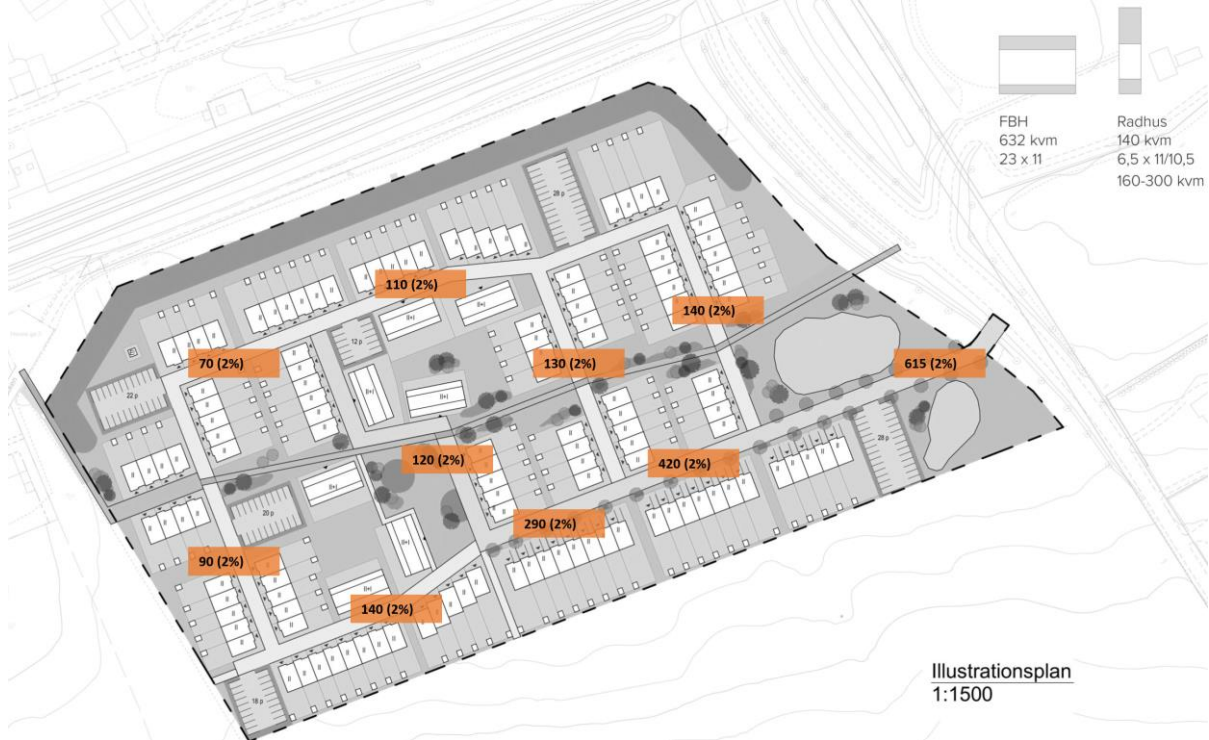 FBH
632 kvm
23 x 11
Radhus
140 kvm
6,5 x 11/10,5
160-300 kvm
28 p
110 (2%)
140 (2%)
12 p
70 (2%)
130 (2%)
615 (2%)
22 p
120 (2%)
420 (2%)
28 p
20 p
290 (2%)
90 (2%)
140 (2%)
18 p
Illustrationsplan
1:1500